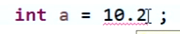 int a = 10.2;